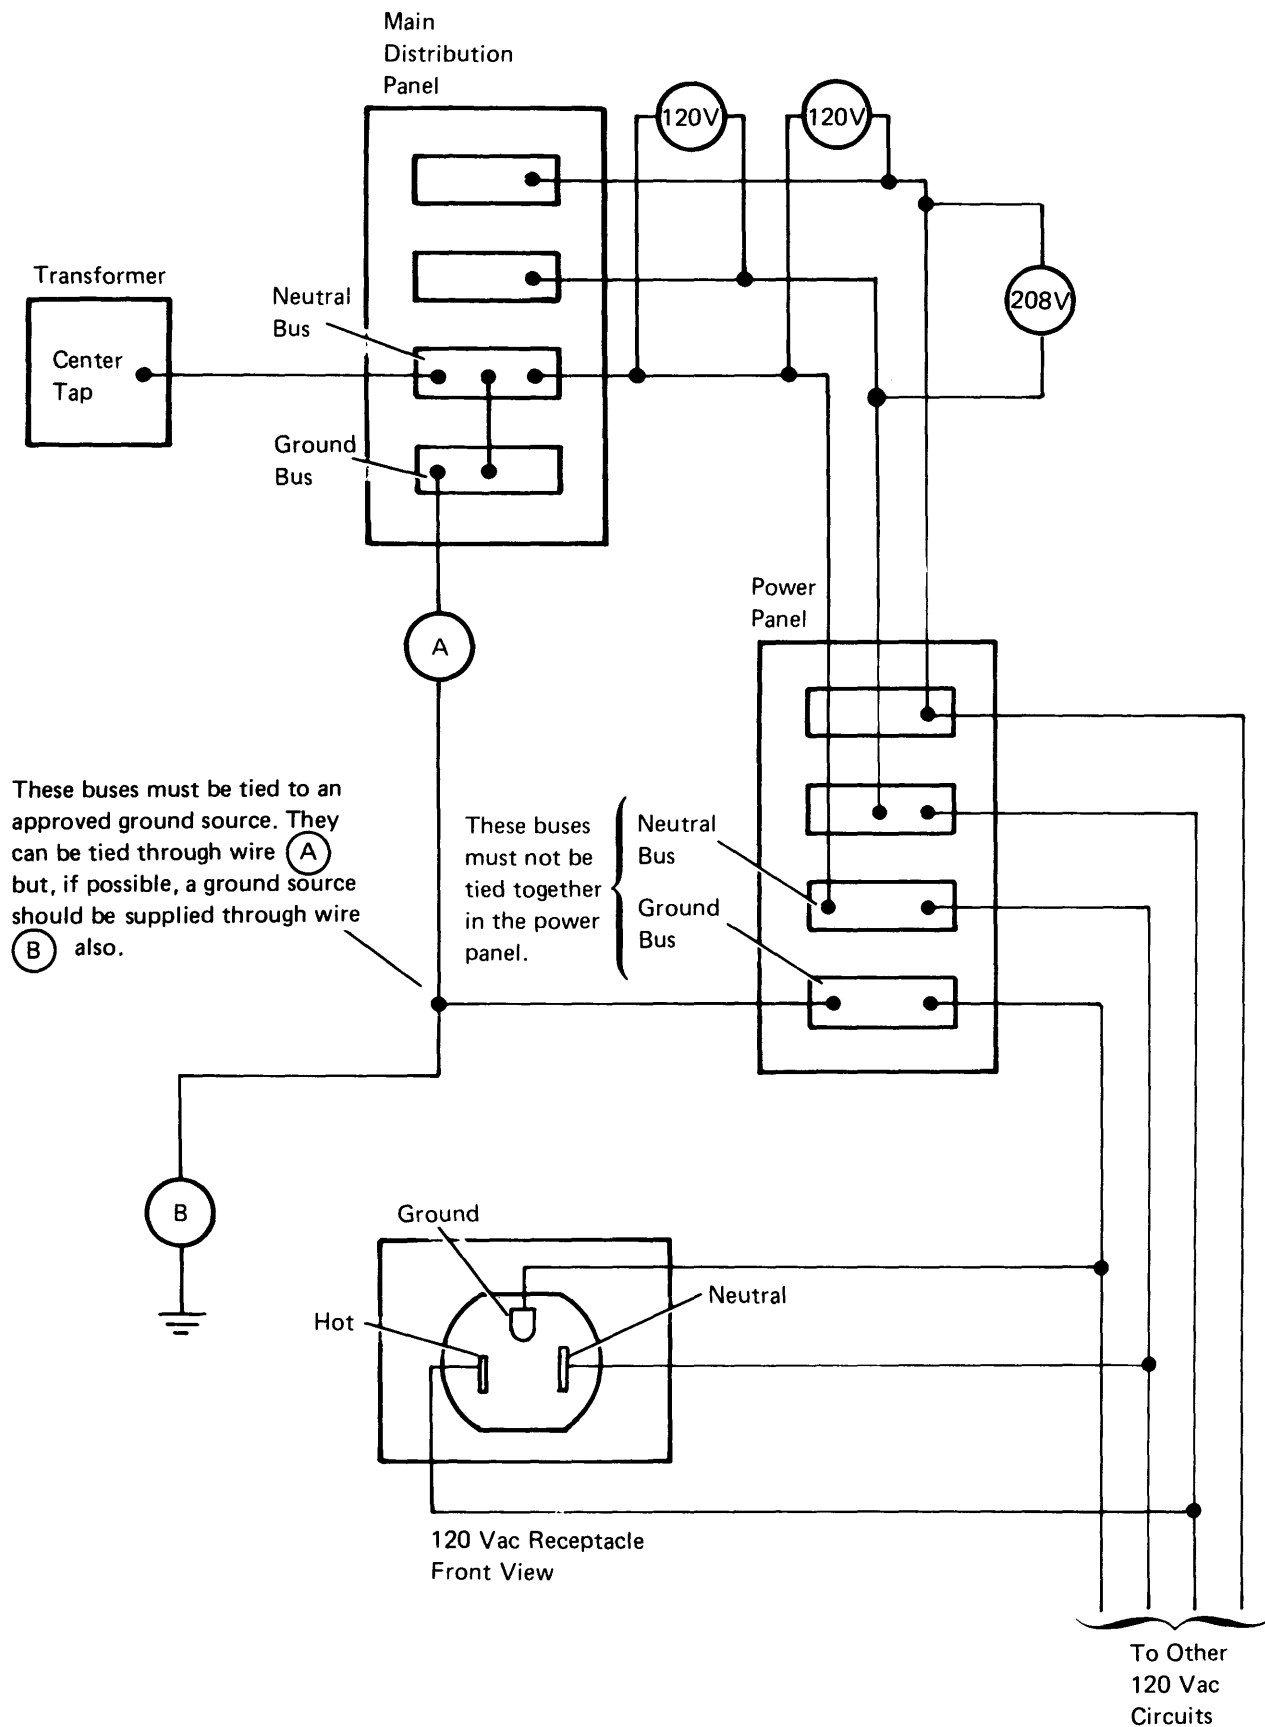 Main
Distribution
Panel
120V
120V
Transformer
208V
Neutral
Bus
Center
Tap
Ground
Bus
Power
Panel
A
These buses must be tied to an
approved ground source. They
can be tied through wire A
but, if possible, a ground source
should be supplied through wire
B also.
These buses
must not be
tied together
in the power
panel.
Neutral
Bus
Ground
Bus
B
Ground
Neutral
Hot
120 Vac Receptacle
Front View
To Other
120 Vac
Circuits